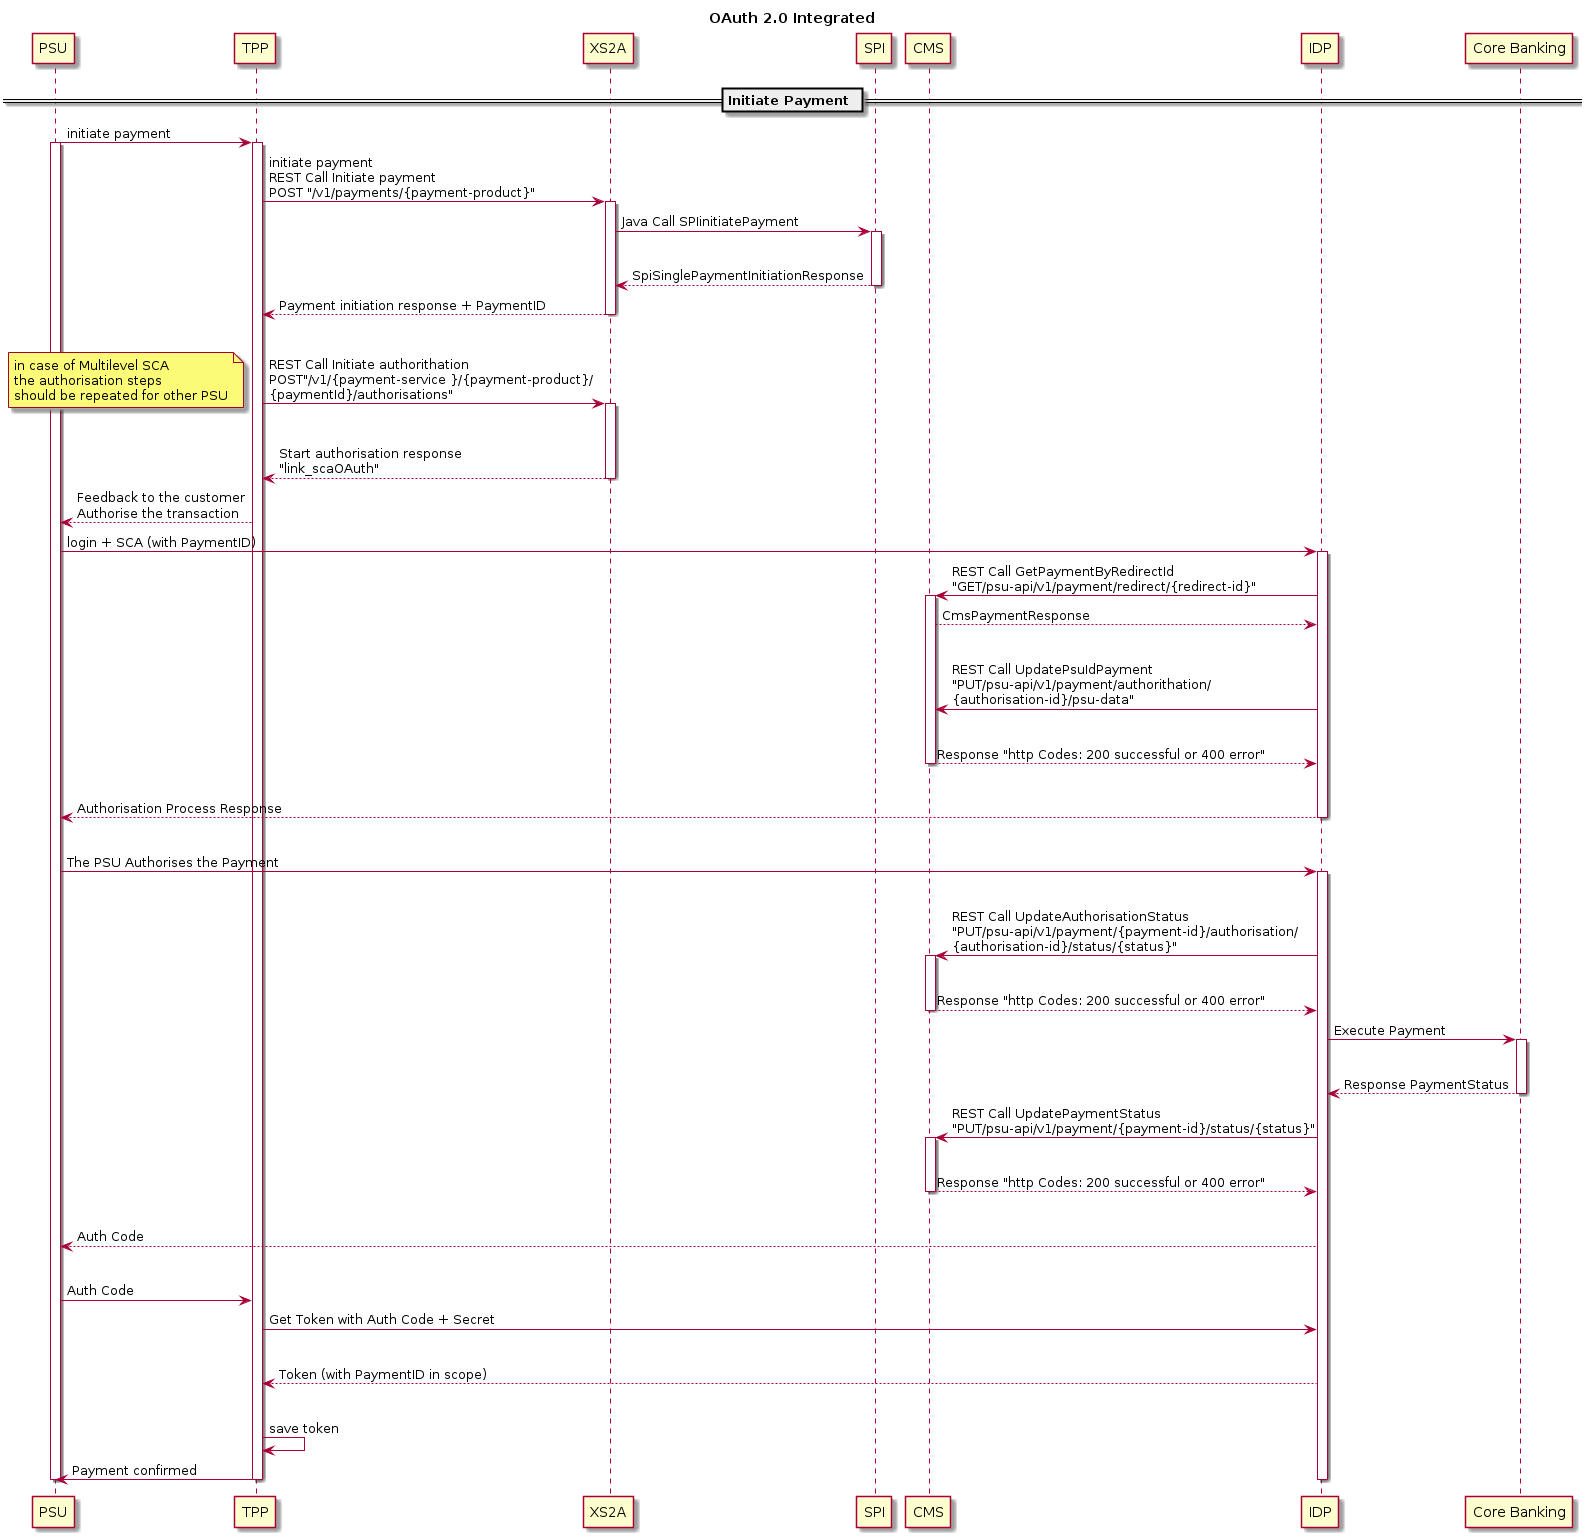 OAuth 2.0 Integrated
PSU
TPP
XS2A
SPI
CMS
IDP
Core Banking
Initiate Payment
initiate payment
initiate payment
REST Call Initiate payment
POST "/v1/payments/{payment-product}"
Java Call SPIinitiatePayment
SpiSinglePaymentInitiationResponse
Payment initiation response + PaymentID
in case of Multilevel SCA
the authorisation steps
should be repeated for other PSU
REST Call Initiate authorithation
POST"/v1/{payment-service }/{payment-product}/
{paymentId}/authorisations"
Start authorisation response
"link_scaOAuth"
Feedback to the customer
Authorise the transaction
login + SCA (with PaymentID)
REST Call GetPaymentByRedirectId
"GET/psu-api/v1/payment/redirect/{redirect-id}"
CmsPaymentResponse
REST Call UpdatePsuIdPayment
"PUT/psu-api/v1/payment/authorithation/
{authorisation-id}/psu-data"
Response "http Codes: 200 successful or 400 error"
Authorisation Process Response
The PSU Authorises the Payment
REST Call UpdateAuthorisationStatus
"PUT/psu-api/v1/payment/{payment-id}/authorisation/
{authorisation-id}/status/{status}"
Response "http Codes: 200 successful or 400 error"
Execute Payment
Response PaymentStatus
REST Call UpdatePaymentStatus
"PUT/psu-api/v1/payment/{payment-id}/status/{status}"
Response "http Codes: 200 successful or 400 error"
Auth Code
Auth Code
Get Token with Auth Code + Secret
Token (with PaymentID in scope)
save token
Payment confirmed
PSU
TPP
XS2A
SPI
CMS
IDP
Core Banking